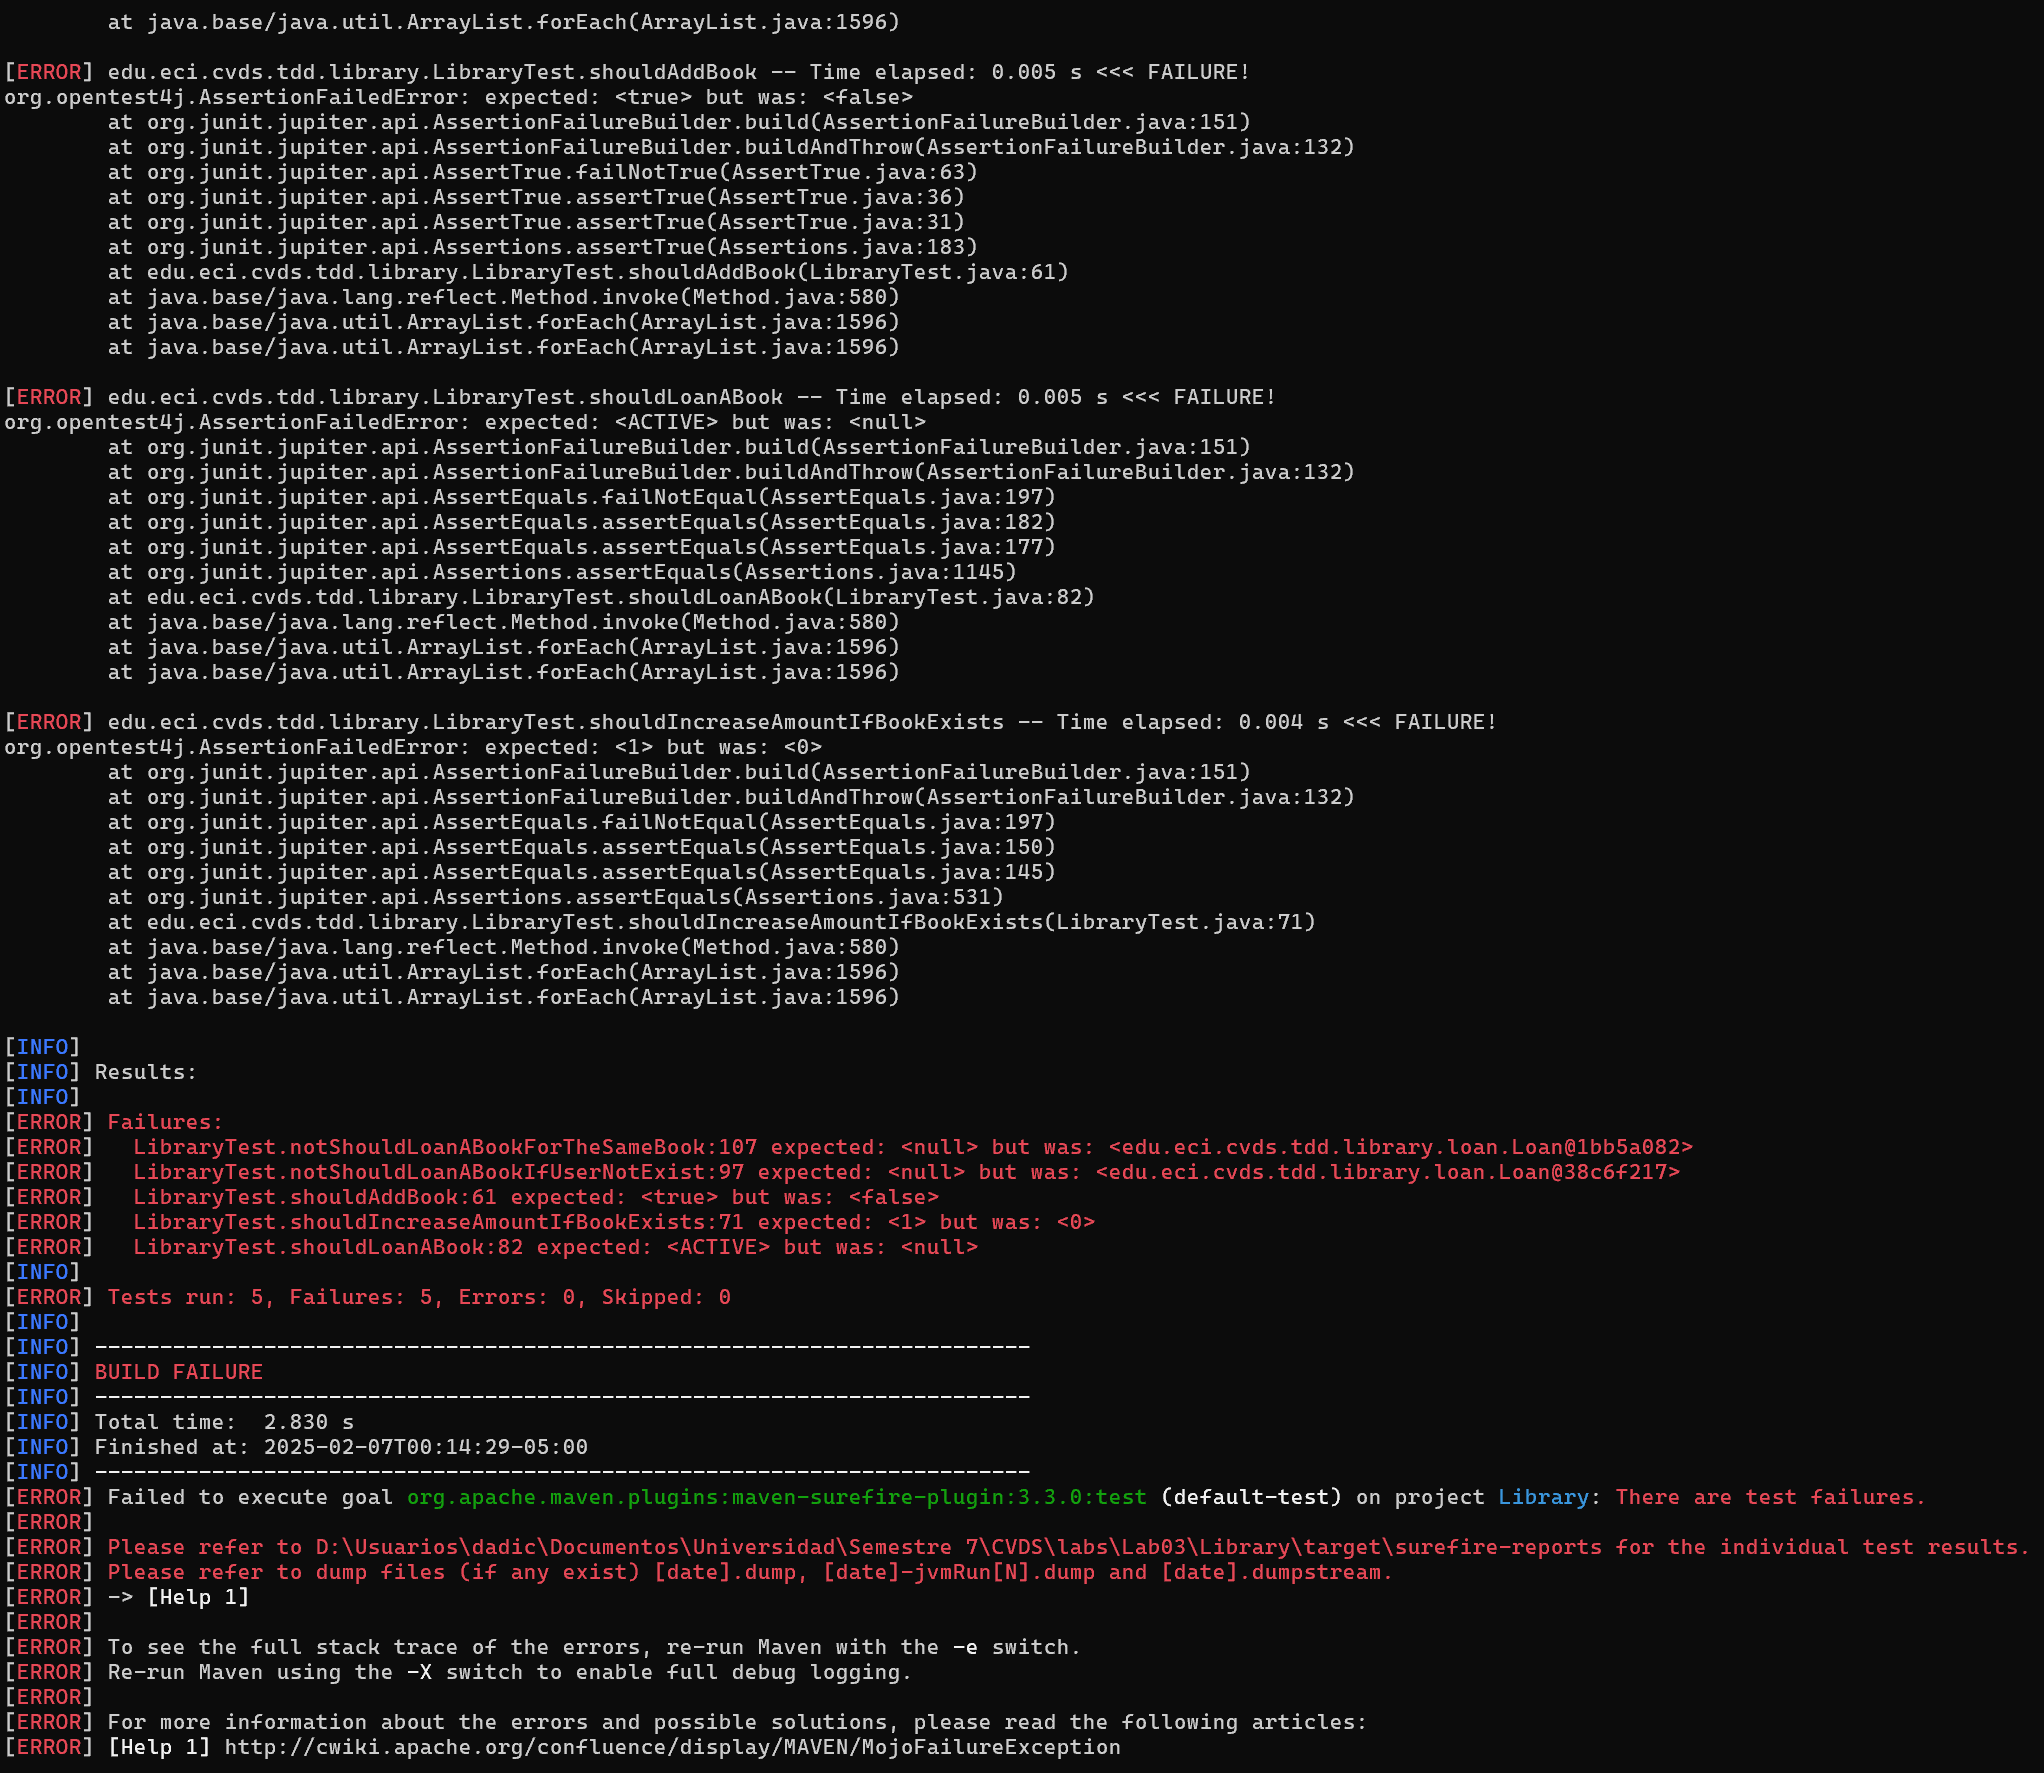 at java.base/java.util.ArrayList.forEach(ArrayList.java:1596)

[ERROR] edu.eci.cvds.tdd.library.LibraryTest.shouldAddBook -- Time elapsed: 0.005 s <<< FAILURE!
org.opentest4j.AssertionFailedError: expected: <true> but was: <false>
        at org.junit.jupiter.api.AssertionFailureBuilder.build(AssertionFailureBuilder.java:151)
        at org.junit.jupiter.api.AssertionFailureBuilder.buildAndThrow(AssertionFailureBuilder.java:132)
        at org.junit.jupiter.api.AssertTrue.failNotTrue(AssertTrue.java:63)
        at org.junit.jupiter.api.AssertTrue.assertTrue(AssertTrue.java:36)
        at org.junit.jupiter.api.AssertTrue.assertTrue(AssertTrue.java:31)
        at org.junit.jupiter.api.Assertions.assertTrue(Assertions.java:183)
        at edu.eci.cvds.tdd.library.LibraryTest.shouldAddBook(LibraryTest.java:61)
        at java.base/java.lang.reflect.Method.invoke(Method.java:580)
        at java.base/java.util.ArrayList.forEach(ArrayList.java:1596)
        at java.base/java.util.ArrayList.forEach(ArrayList.java:1596)

[ERROR] edu.eci.cvds.tdd.library.LibraryTest.shouldLoanABook -- Time elapsed: 0.005 s <<< FAILURE!
org.opentest4j.AssertionFailedError: expected: <ACTIVE> but was: <null>
        at org.junit.jupiter.api.AssertionFailureBuilder.build(AssertionFailureBuilder.java:151)
        at org.junit.jupiter.api.AssertionFailureBuilder.buildAndThrow(AssertionFailureBuilder.java:132)
        at org.junit.jupiter.api.AssertEquals.failNotEqual(AssertEquals.java:197)
        at org.junit.jupiter.api.AssertEquals.assertEquals(AssertEquals.java:182)
        at org.junit.jupiter.api.AssertEquals.assertEquals(AssertEquals.java:177)
        at org.junit.jupiter.api.Assertions.assertEquals(Assertions.java:1145)
        at edu.eci.cvds.tdd.library.LibraryTest.shouldLoanABook(LibraryTest.java:82)
        at java.base/java.lang.reflect.Method.invoke(Method.java:580)
        at java.base/java.util.ArrayList.forEach(ArrayList.java:1596)
        at java.base/java.util.ArrayList.forEach(ArrayList.java:1596)

[ERROR] edu.eci.cvds.tdd.library.LibraryTest.shouldIncreaseAmountIfBookExists -- Time elapsed: 0.004 s <<< FAILURE!
org.opentest4j.AssertionFailedError: expected: <1> but was: <0>
        at org.junit.jupiter.api.AssertionFailureBuilder.build(AssertionFailureBuilder.java:151)
        at org.junit.jupiter.api.AssertionFailureBuilder.buildAndThrow(AssertionFailureBuilder.java:132)
        at org.junit.jupiter.api.AssertEquals.failNotEqual(AssertEquals.java:197)
        at org.junit.jupiter.api.AssertEquals.assertEquals(AssertEquals.java:150)
        at org.junit.jupiter.api.AssertEquals.assertEquals(AssertEquals.java:145)
        at org.junit.jupiter.api.Assertions.assertEquals(Assertions.java:531)
        at edu.eci.cvds.tdd.library.LibraryTest.shouldIncreaseAmountIfBookExists(LibraryTest.java:71)
        at java.base/java.lang.reflect.Method.invoke(Method.java:580)
        at java.base/java.util.ArrayList.forEach(ArrayList.java:1596)
        at java.base/java.util.ArrayList.forEach(ArrayList.java:1596)

[INFO]
[INFO] Results:
[INFO]
[ERROR] Failures:
[ERROR]   LibraryTest.notShouldLoanABookForTheSameBook:107 expected: <null> but was: <edu.eci.cvds.tdd.library.loan.Loan@1bb5a082>
[ERROR]   LibraryTest.notShouldLoanABookIfUserNotExist:97 expected: <null> but was: <edu.eci.cvds.tdd.library.loan.Loan@38c6f217>
[ERROR]   LibraryTest.shouldAddBook:61 expected: <true> but was: <false>
[ERROR]   LibraryTest.shouldIncreaseAmountIfBookExists:71 expected: <1> but was: <0>
[ERROR]   LibraryTest.shouldLoanABook:82 expected: <ACTIVE> but was: <null>
[INFO]
[ERROR] Tests run: 5, Failures: 5, Errors: 0, Skipped: 0
[INFO]
[INFO] ------------------------------------------------------------------------
[INFO] BUILD FAILURE
[INFO] ------------------------------------------------------------------------
[INFO] Total time:  2.830 s
[INFO] Finished at: 2025-02-07T00:14:29-05:00
[INFO] ------------------------------------------------------------------------
[ERROR] Failed to execute goal org.apache.maven.plugins:maven-surefire-plugin:3.3.0:test (default-test) on project Library: There are test failures.
[ERROR]
[ERROR] Please refer to D:\Usuarios\dadic\Documentos\Universidad\Semestre 7\CVDS\labs\Lab03\Library\target\surefire-reports for the individual test results.
[ERROR] Please refer to dump files (if any exist) [date].dump, [date]-jvmRun[N].dump and [date].dumpstream.
[ERROR] -> [Help 1]
[ERROR]
[ERROR] To see the full stack trace of the errors, re-run Maven with the -e switch.
[ERROR] Re-run Maven using the -X switch to enable full debug logging.
[ERROR]
[ERROR] For more information about the errors and possible solutions, please read the following articles:
[ERROR] [Help 1] http://cwiki.apache.org/confluence/display/MAVEN/MojoFailureException